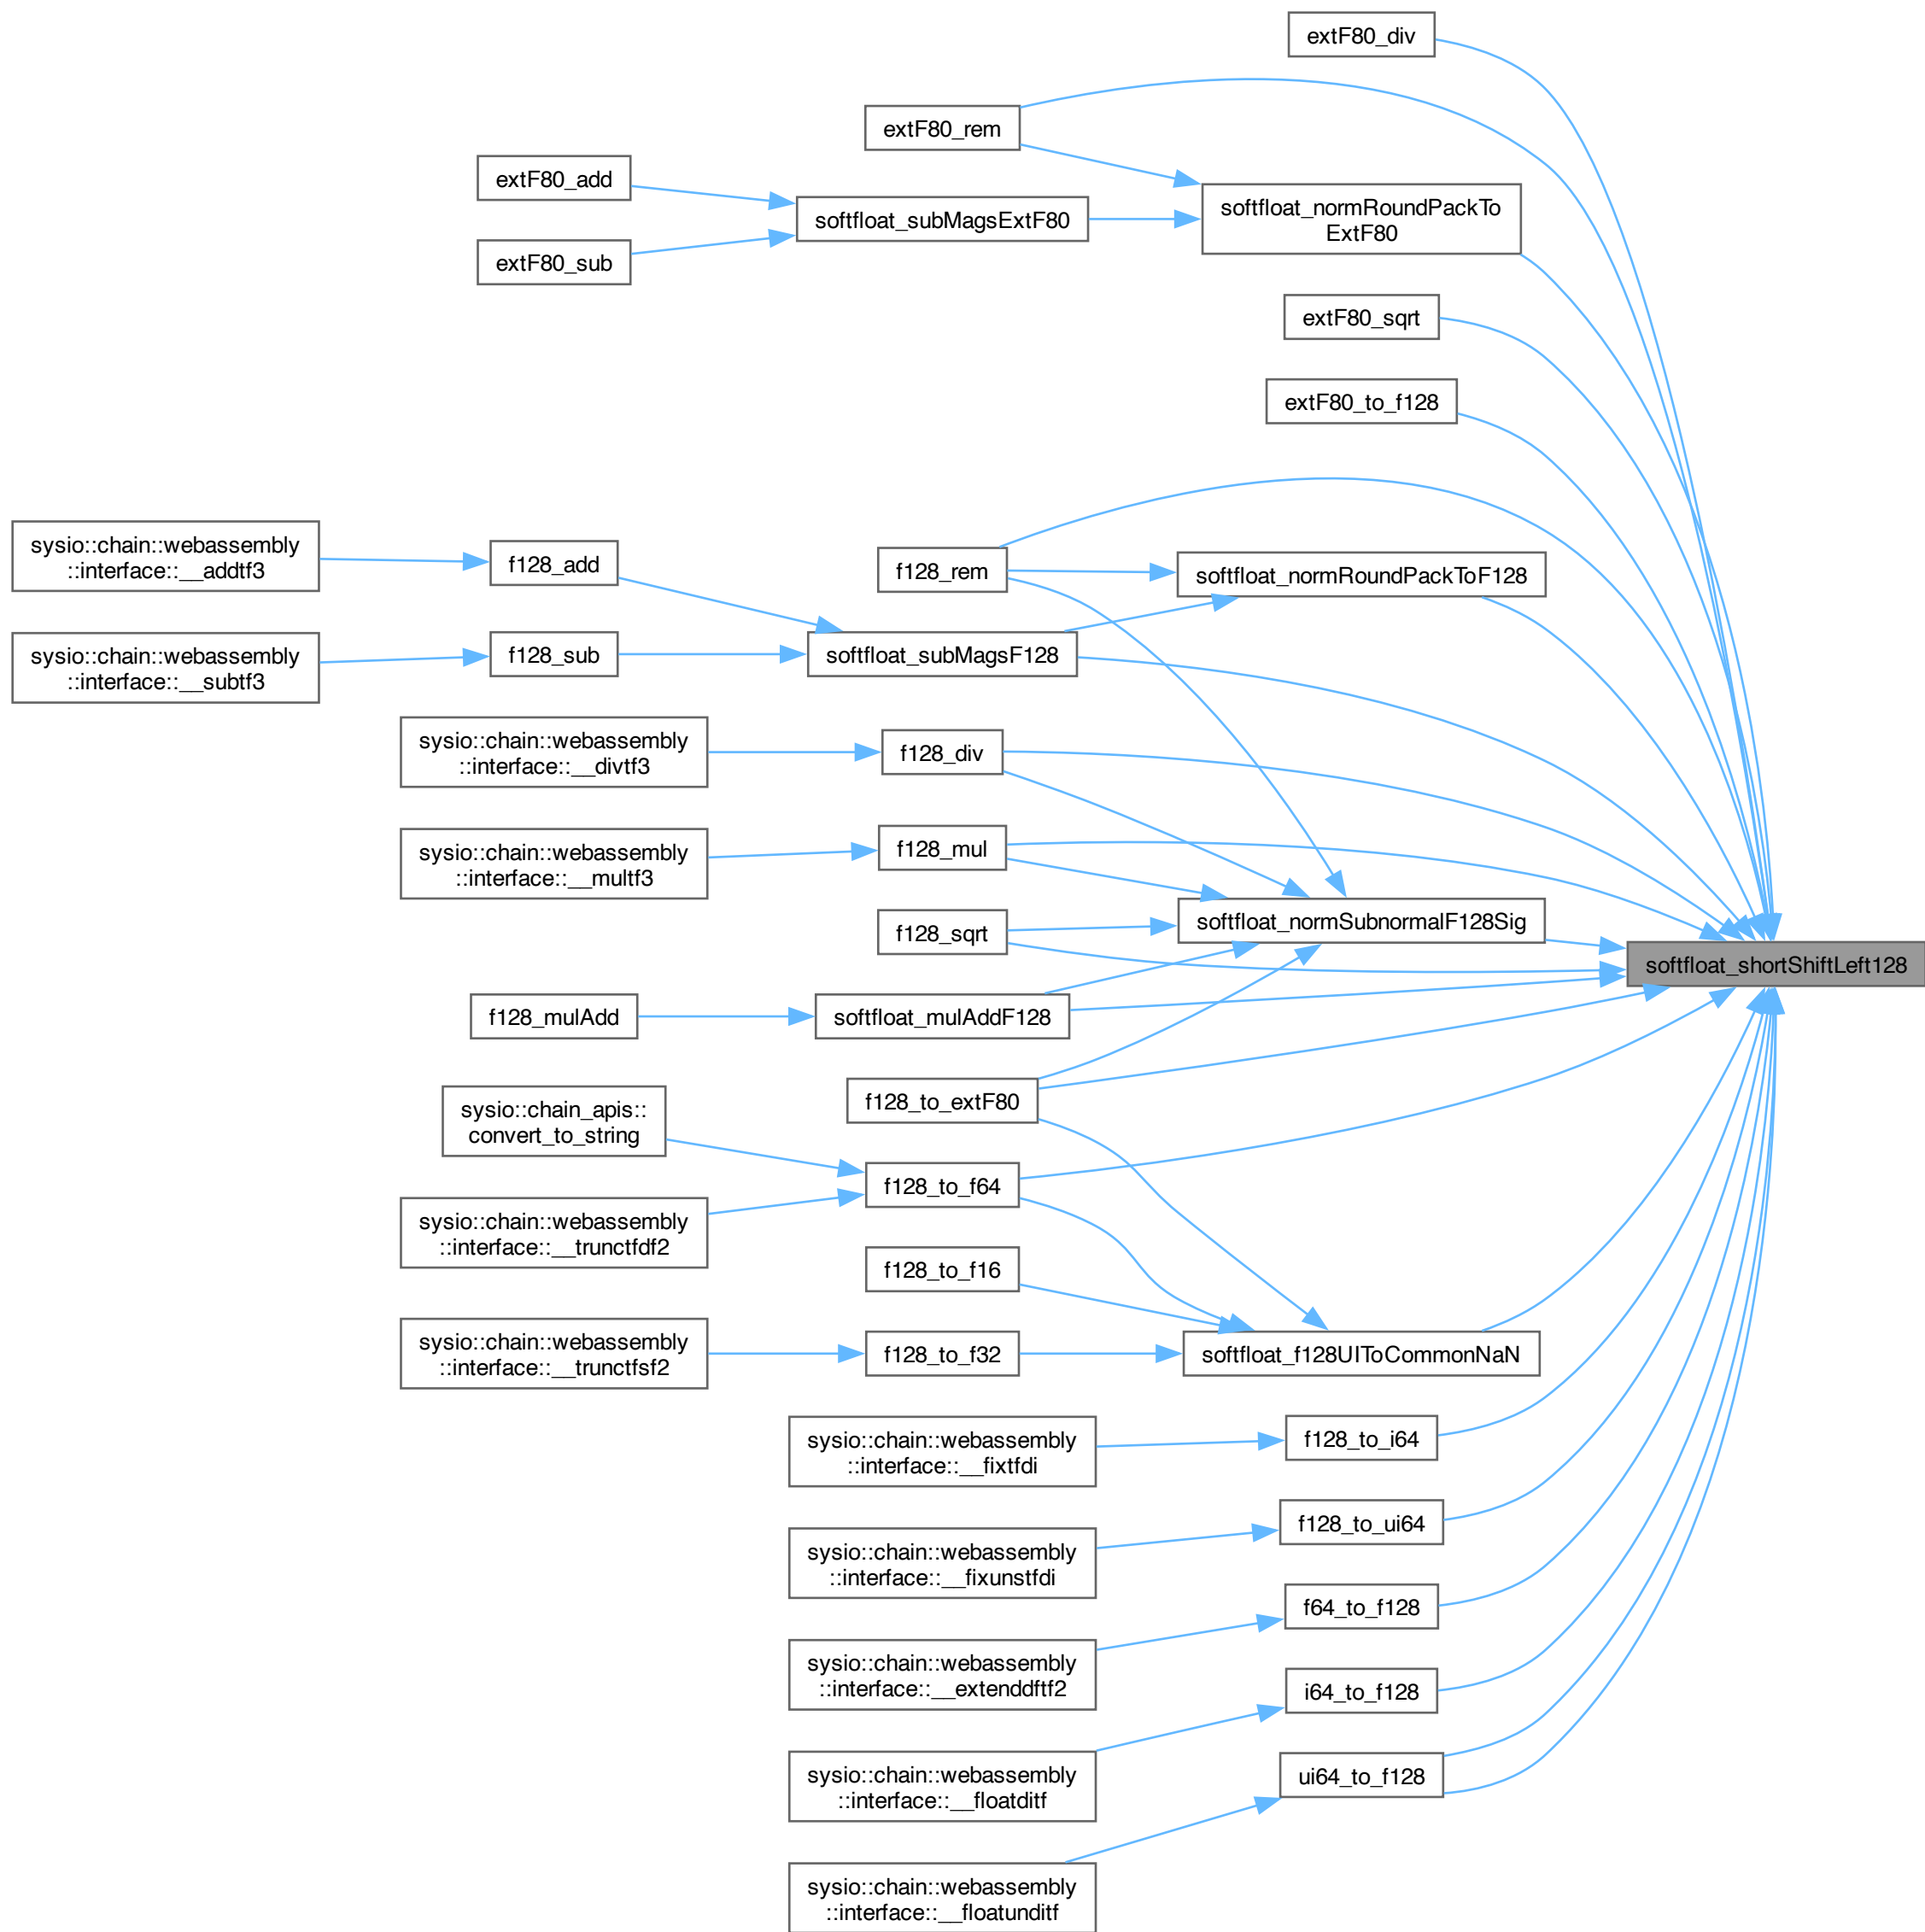 extF80_div
extF80_rem
extF80_add
softfloat_subMagsExtF80
softfloat_normRoundPackTo
ExtF80
extF80_sub
extF80_sqrt
extF80_to_f128
sysio::chain::webassembly
::interface::__addtf3
f128_add
f128_rem
softfloat_normRoundPackToF128
sysio::chain::webassembly
::interface::__subtf3
f128_sub
softfloat_subMagsF128
sysio::chain::webassembly
::interface::__divtf3
f128_div
sysio::chain::webassembly
::interface::__multf3
f128_mul
f128_sqrt
softfloat_normSubnormalF128Sig
softfloat_shortShiftLeft128
f128_mulAdd
softfloat_mulAddF128
f128_to_extF80
sysio::chain_apis::
convert_to_string
f128_to_f64
sysio::chain::webassembly
::interface::__trunctfdf2
f128_to_f16
sysio::chain::webassembly
::interface::__trunctfsf2
f128_to_f32
softfloat_f128UIToCommonNaN
sysio::chain::webassembly
::interface::__fixtfdi
f128_to_i64
sysio::chain::webassembly
::interface::__fixunstfdi
f128_to_ui64
sysio::chain::webassembly
::interface::__extenddftf2
f64_to_f128
sysio::chain::webassembly
::interface::__floatditf
i64_to_f128
ui64_to_f128
sysio::chain::webassembly
::interface::__floatunditf